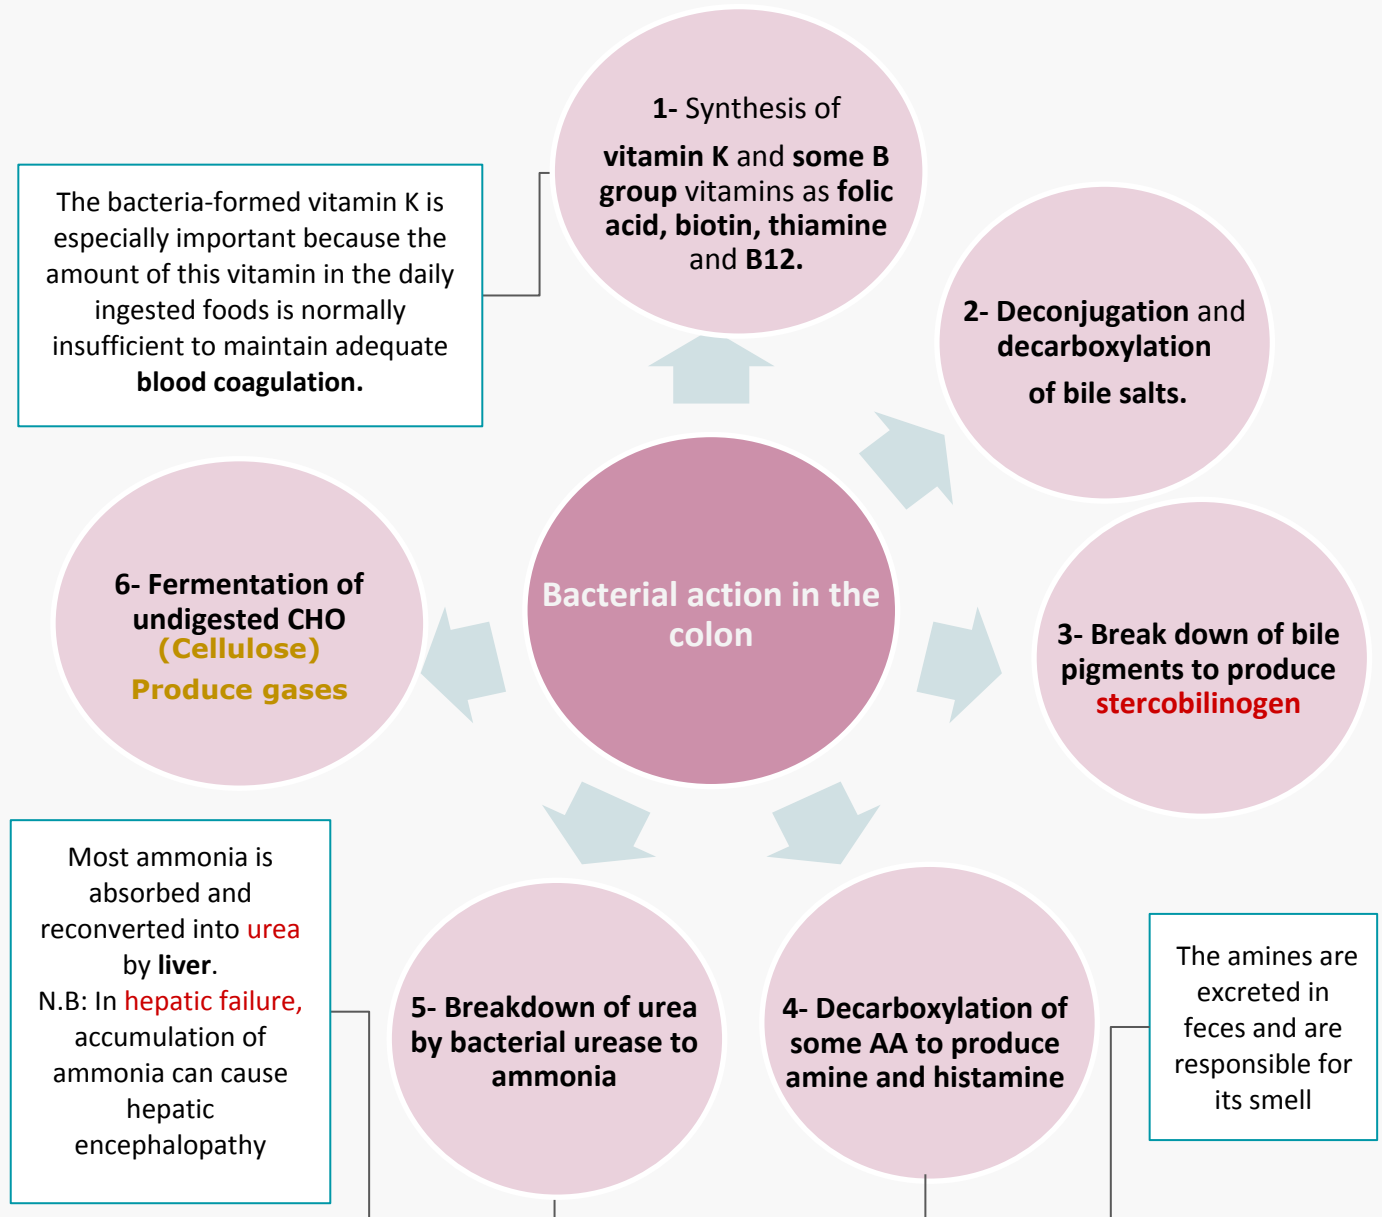 1- Synthesis of
vitamin K and some B
group vitamins as folic
acid, biotin, thiamine
and B12.
The bacteria-formed vitamin K is
especially important because the
amount of this vitamin in the daily
ingested foods is normally
insufficient to maintain adequate
blood coagulation.
2- Deconjugation and
decarboxylation
of bile salts.
Bacterial action in the
colon
6- Fermentation of
undigested CHO
(Cellulose)
Produce gases
3- Break down of bile
pigments to produce
stercobilinogen
Most ammonia is
absorbed and
reconverted into urea
by liver.
N.B: In hepatic failure,
accumulation of
ammonia can cause
hepatic
encephalopathy
5- Breakdown of urea
by bacterial urease to
ammonia
4- Decarboxylation of
some AA to produce
amine and histamine
The amines are
excreted in
feces and are
responsible for
its smell